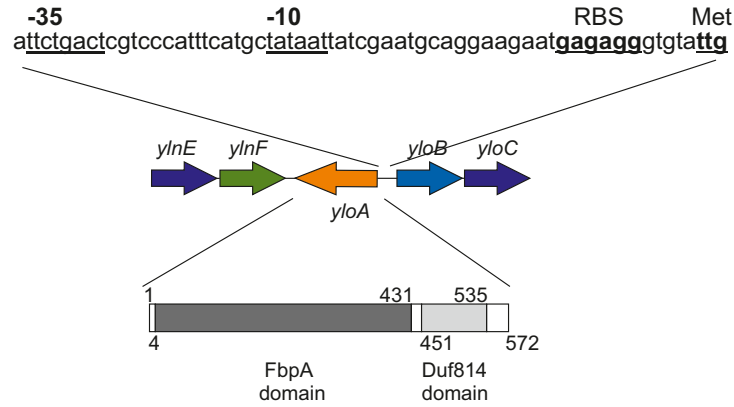 -35 -10 RBS Met
attctgactcgtcccatttcatgctataattatcgaatgcaggaagaatgagagggtgtattg
ylnE ylnF yloB yloC
yloA
1 431 535
4 451 572
FbpA Duf814
domain domain